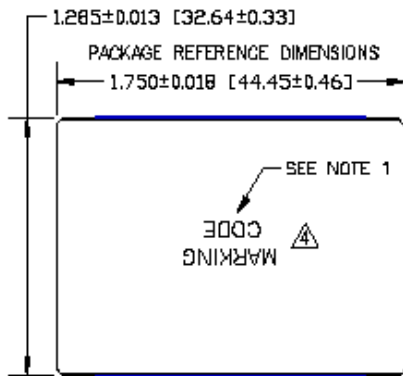 1.285±0.013 [32.64±0.33]
PACKAGE REFERENCE DIMENSIONS
1.750±0.018 [44.45±0.46]
SEE NOTE 1
MARKING
CODE
4